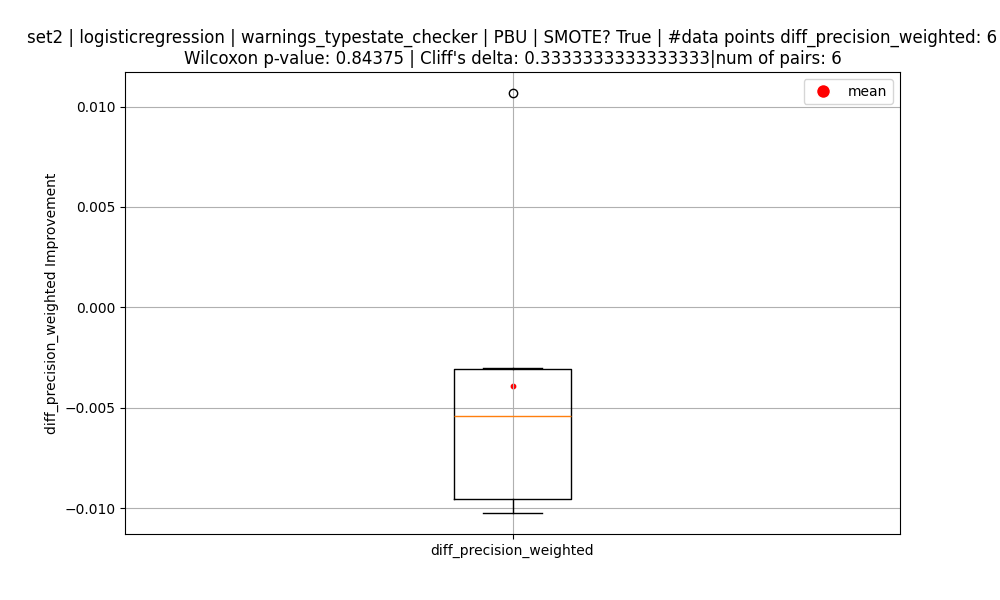 set2 | logisticregression | warnings_typestate_checker | PBU | SMOTE? True | #data points diff_precision_weighted: 6
Wilcoxon p-value: 0.84375 | Cliff's delta: 0.3333333333333333|num of pairs: 6
mean
0.010
0.005
0.000
−0.005
−0.010
diff_precision_weighted Improvement
diff_precision_weighted